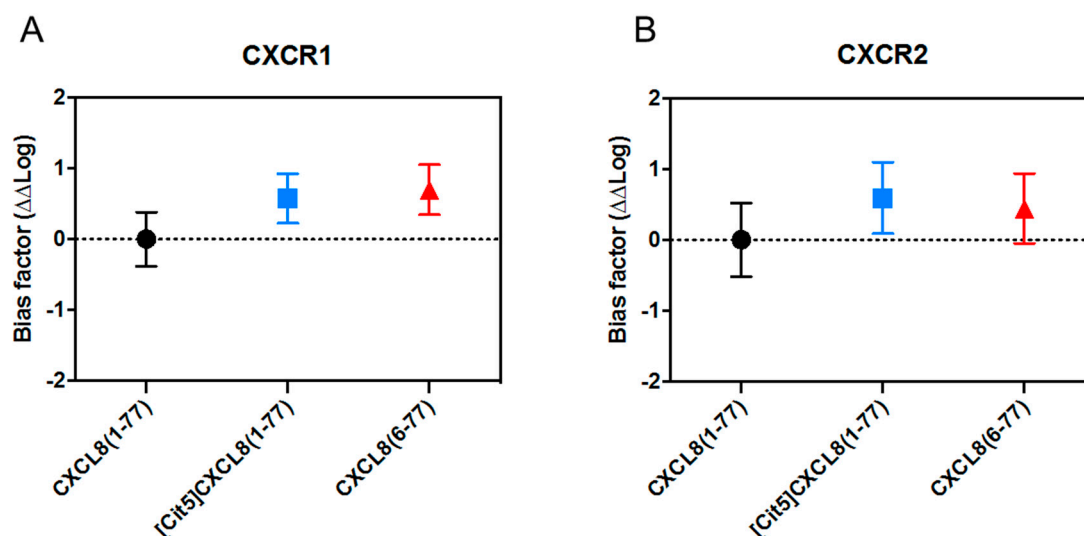 A
CXCR1
Bias factor (ΔΔLog)
2
1
0
-1
-2
CXCL8(1-77)
[Cit5]CXCL8(1-77)
CXCL8(6-77)
B
CXCR2
Bias factor (ΔΔLog)
2
1
0
-1
-2
CXCL8(1-77)
[Cit5]CXCL8(1-77)
CXCL8(6-77)